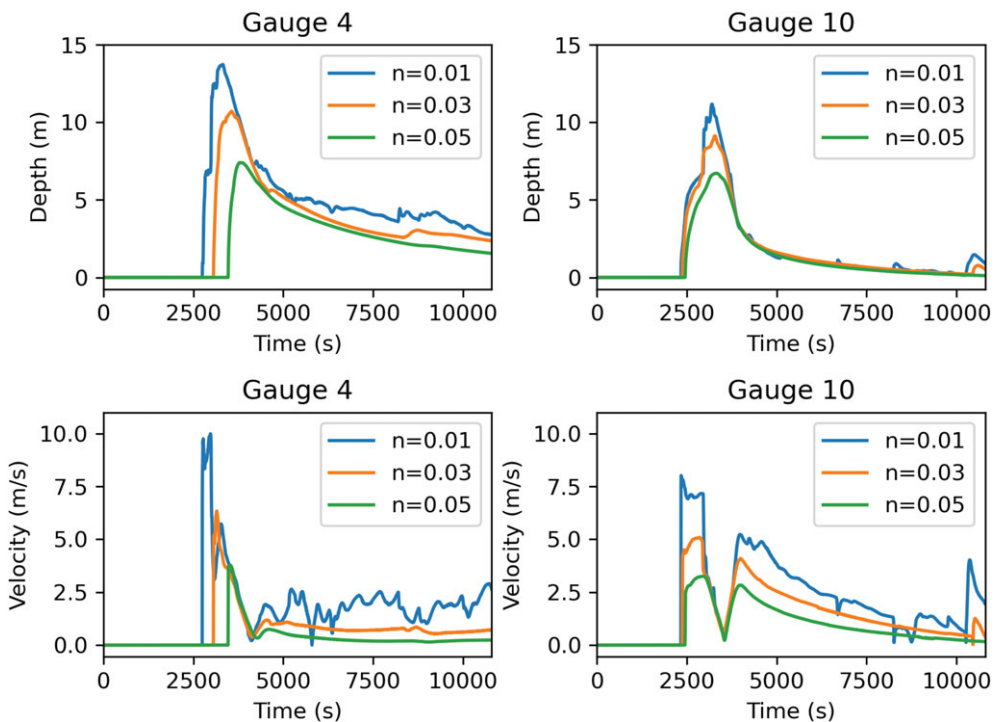 Gauge 4
15
10
5
0
Depth (m)
n=0.01
n=0.03
n=0.05
0 2500 5000 7500 10000
Time (s)
Gauge 10
15
10
5
0
Depth (m)
n=0.01
n=0.03
n=0.05
0 2500 5000 7500 10000
Time (s)
Gauge 4
10.0
7.5
5.0
2.5
0.0
Velocity (m/s)
n=0.01
n=0.03
n=0.05
0 2500 5000 7500 10000
Time (s)
Gauge 10
10.0
7.5
5.0
2.5
0.0
Velocity (m/s)
n=0.01
n=0.03
n=0.05
0 2500 5000 7500 10000
Time (s)